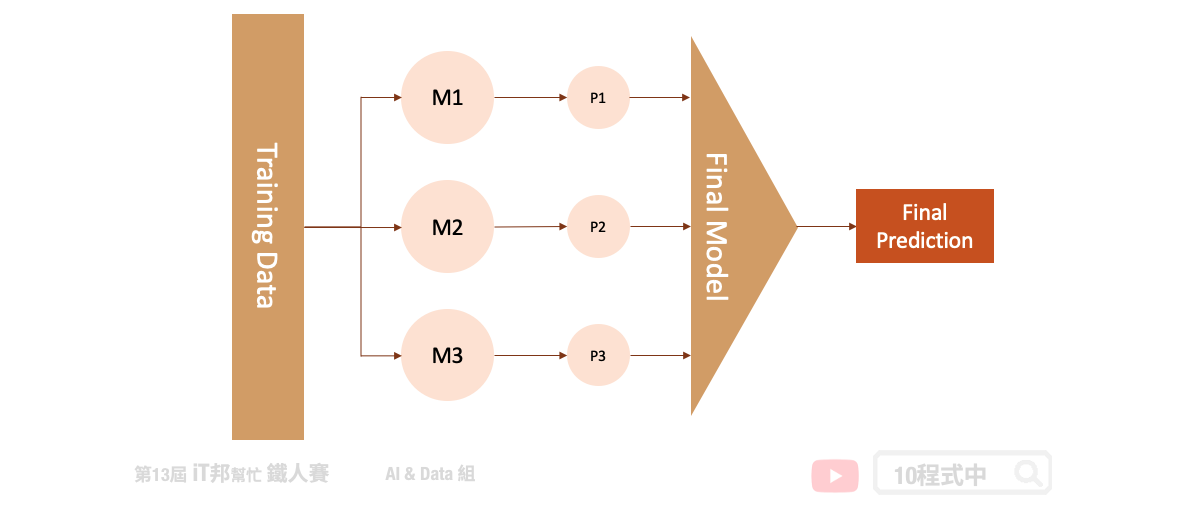 Training Data
M1
P1
M2
P2
M3
P3
Final Model
Final
Prediction
第13屆 iT邦幫忙 鐵人賽
AI & Data 組
10程式中